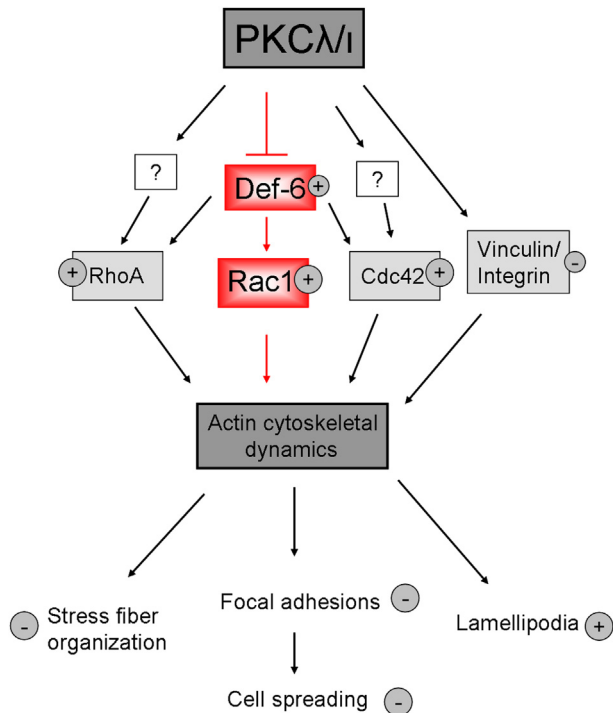 PKCλ/ι
?
Def-6
+
?
+
RhoA
Rac1
+
Cdc42
+
Vinculin/
Integrin
-
Actin cytoskeletal
dynamics
-
Stress fiber
organization
Focal adhesions
-
Lamellipodia
+
Cell spreading
-